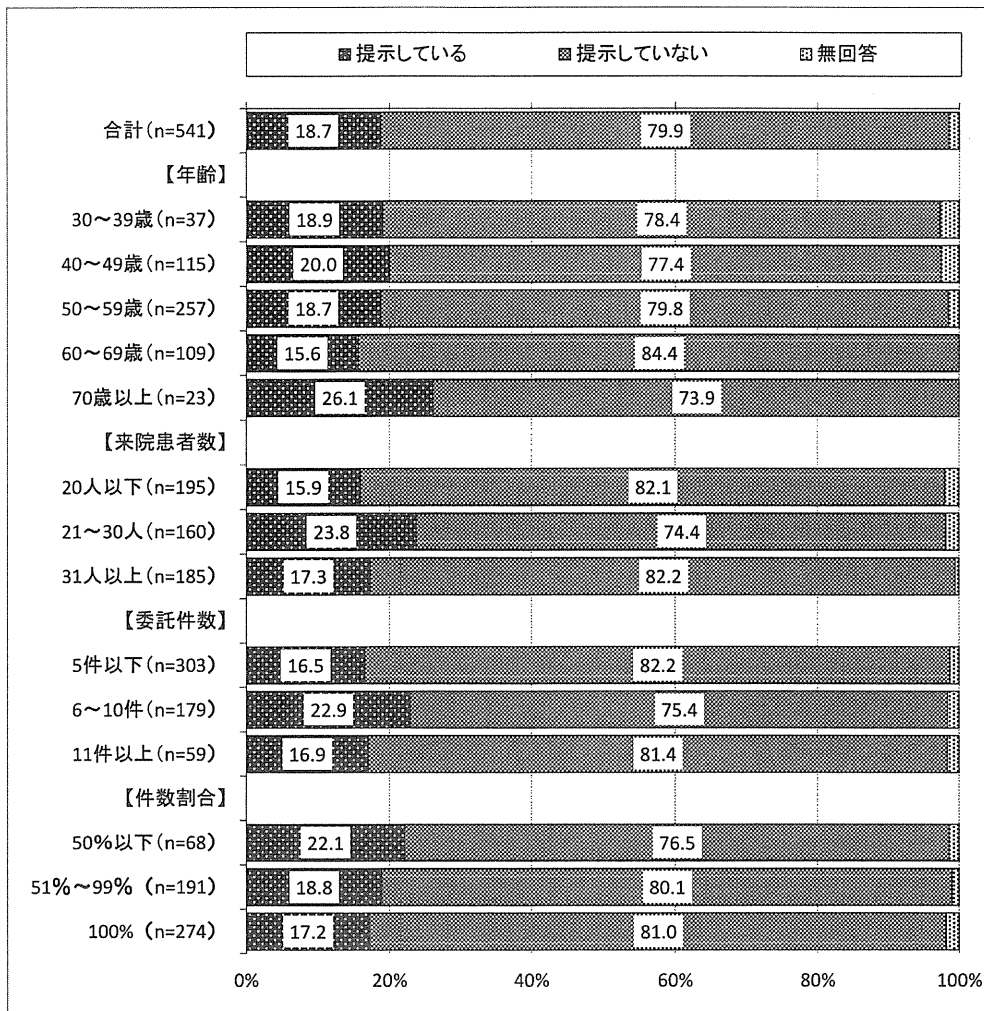 提示している 提示していない 無回答
合計(n=541) 18.7 79.9
【年齢】
30～39歳(n=37) 18.9 78.4
40～49歳(n=115) 20.0 77.4
50～59歳(n=257) 18.7 79.8
60～69歳(n=109) 15.6 84.4
70歳以上(n=23) 26.1 73.9
【来院患者数】
20人以下(n=195) 15.9 82.1
21～30人(n=160) 23.8 74.4
31人以上(n=185) 17.3 82.2
【委託件数】
5件以下(n=303) 16.5 82.2
6～10件(n=179) 22.9 75.4
11件以上(n=59) 16.9 81.4
【件数割合】
50%以下(n=68) 22.1 76.5
51%～99% (n=191) 18.8 80.1
100% (n=274) 17.2 81.0
0% 20% 40% 60% 80% 100%